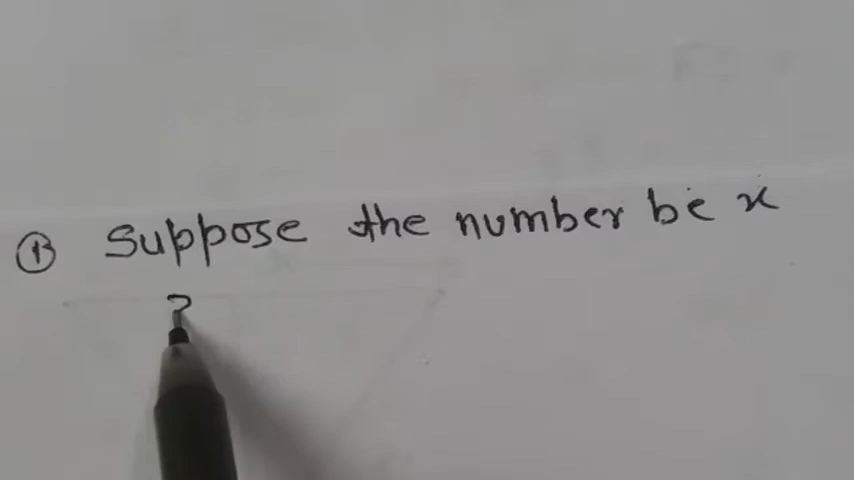 ① Suppose the number be x